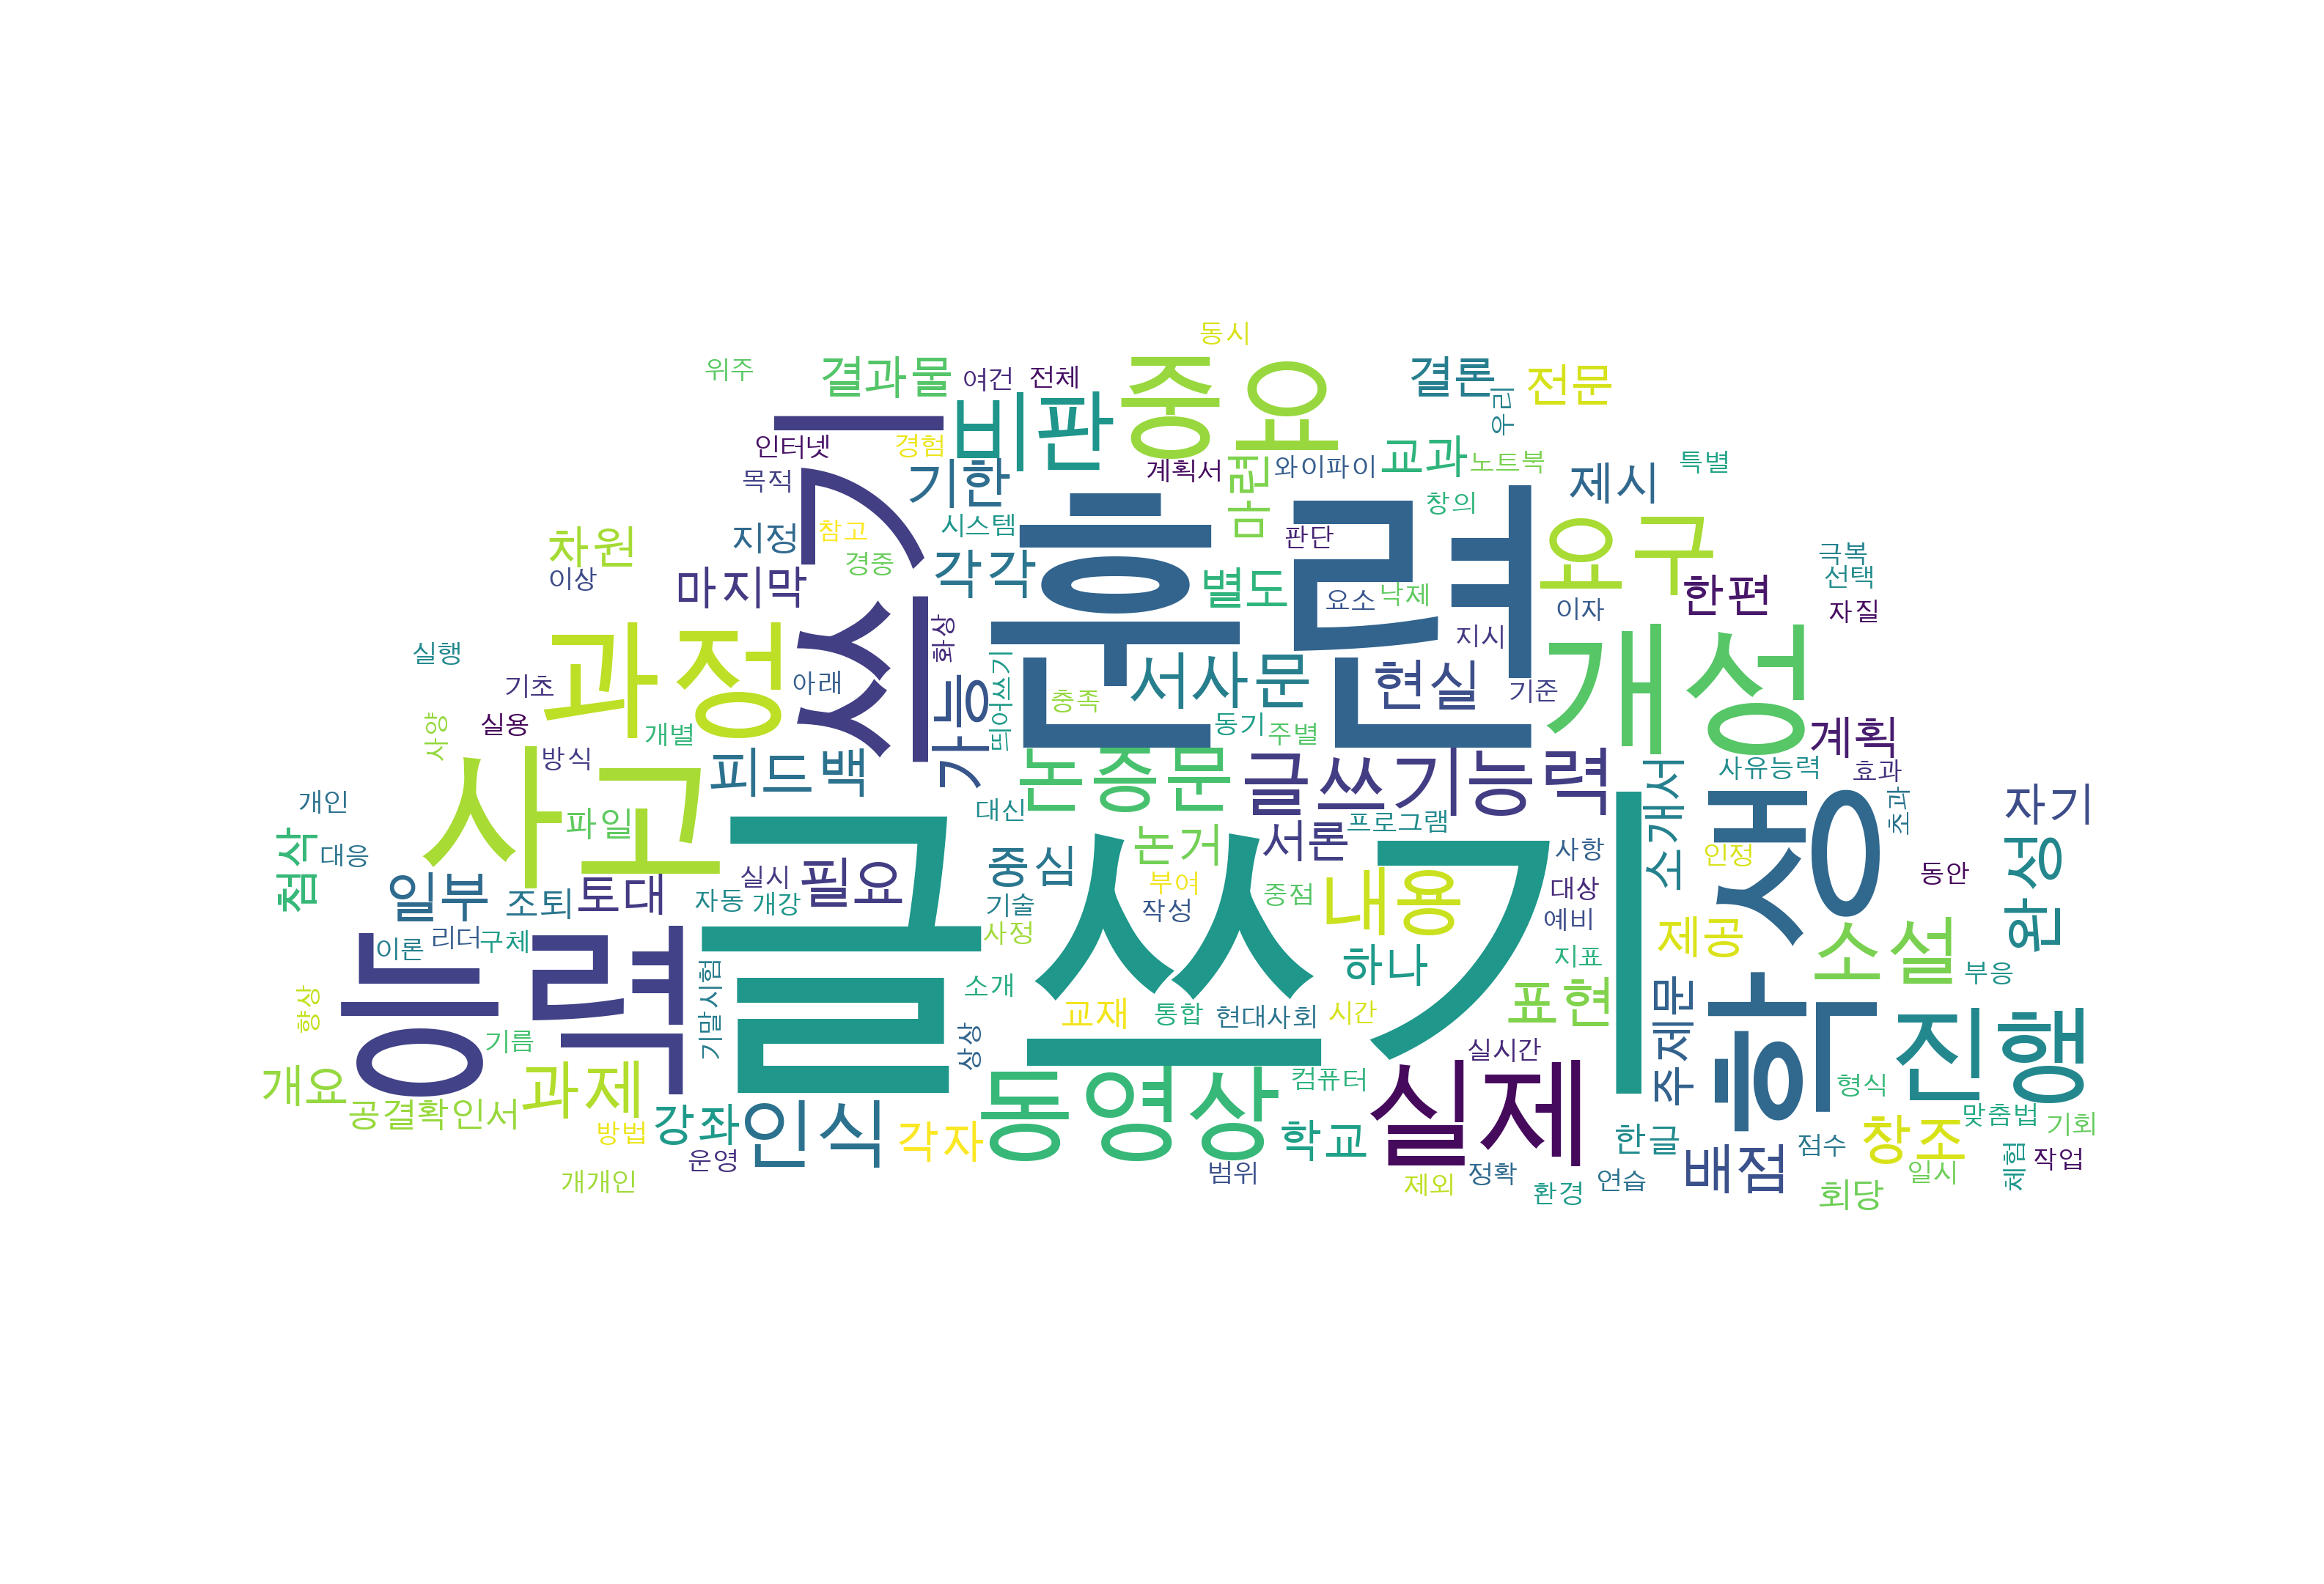 동시
위주
결과물
여건
전체
중요
결론
우리
전문
인터넷
경험
비판
기한
계획서
마련
와이파이
교과
노트북
제시
특별
목적
창의
차원
지정
참고
시스템
판단
요구
이상
마지막
경중
각각
별도
훈련
요소
낙제
이자
한편
극복
선택
자질
쓰기
실행
과정
아래
화상
지시
개성
기초
가능
띄어쓰기
서사문
충족
현실
기준
사양
실용
개별
동기
주별
계획
방식
사고
피드백
논증문
글쓰기능력
소개서
사유능력
효과
개인
파일
대신
프로그램
초과
자기
첨삭
대응
논거
서론
사항
인정
학생
완성
일부
조퇴
토대
실시
필요
중심
부여
중점
내용
대상
동안
자동
개강
기술
작성
예비
이론
리더
구체
글쓰기
사정
하나
제공
소설
능력
기말시험
소개
지표
부응
향상
교재
통합
현대사회
시간
표현
주제문
진행
기름
상상
실시간
개요
과제
동영상
컴퓨터
실제
형식
공결확인서
방법
강좌
인식
각자
학교
한글
맞춤법
기회
운영
범위
배점
점수
창조
체험
작업
개개인
제외
정확
환경
연습
회당
일시